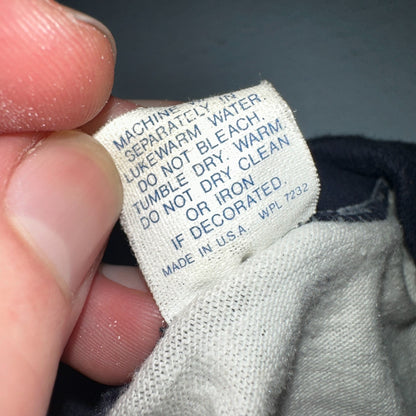 MACHINE
SEPARATELY IN
LUKEWARM WATER.
DO NOT BLEACH.
TUMBLE DRY. WARM
DO NOT DRY CLEAN
OR IRON
IF DECORATED.
MADE IN U.S.A. WPL 7232